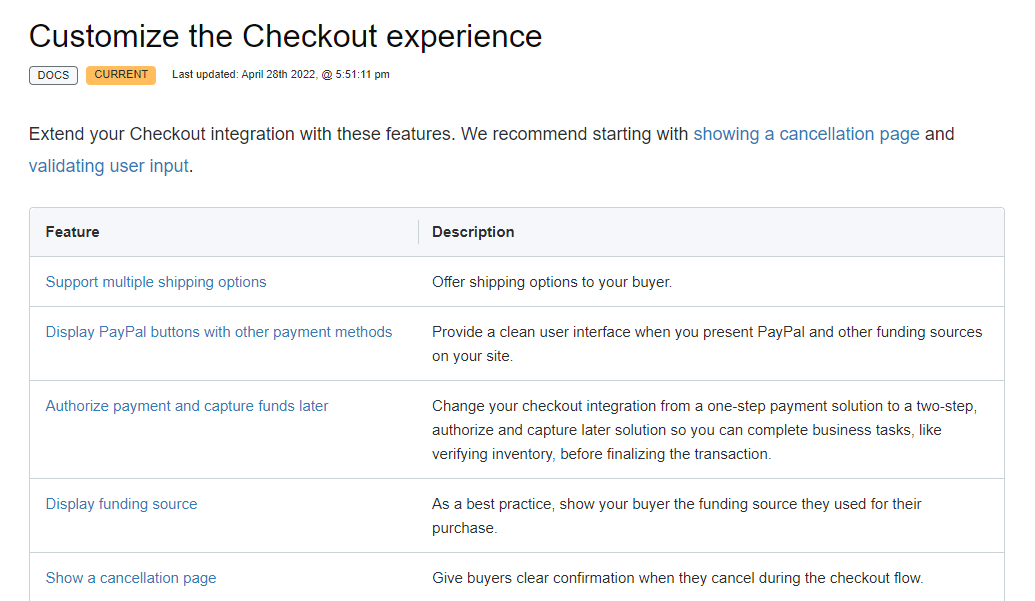 Customize the Checkout experience
DOCS CURRENT Last updated: April 28th 2022, @ 5:51:11 pm
Extend your Checkout integration with these features. We recommend starting with showing a cancellation page and
validating user input.
Feature Description
Support multiple shipping options Offer shipping options to your buyer.
Display PayPal buttons with other payment methods Provide a clean user interface when you present PayPal and other funding sources
on your site.
Authorize payment and capture funds later Change your checkout integration from a one-step payment solution to a two-step,
authorize and capture later solution so you can complete business tasks, like
verifying inventory, before finalizing the transaction.
Display funding source As a best practice, show your buyer the funding source they used for their
purchase.
Show a cancellation page Give buyers clear confirmation when they cancel during the checkout flow.